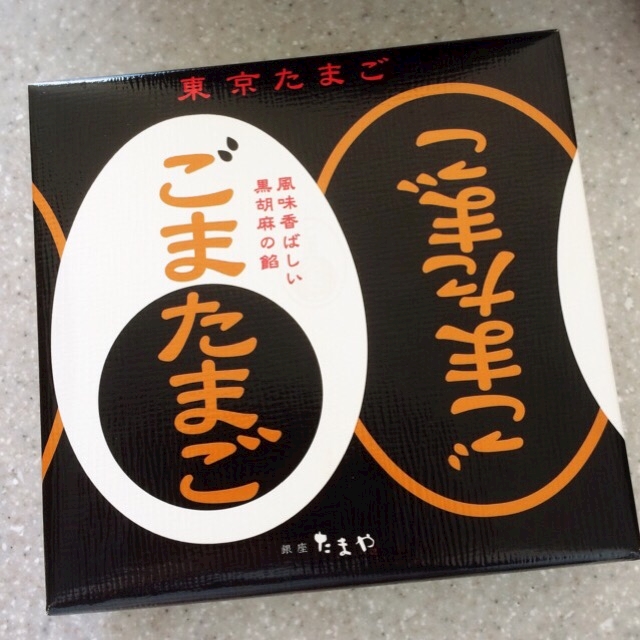 東京たまご
ごまたまご
風味香ばしい
黒胡麻の餡
ごまたまご
銀座 たまや